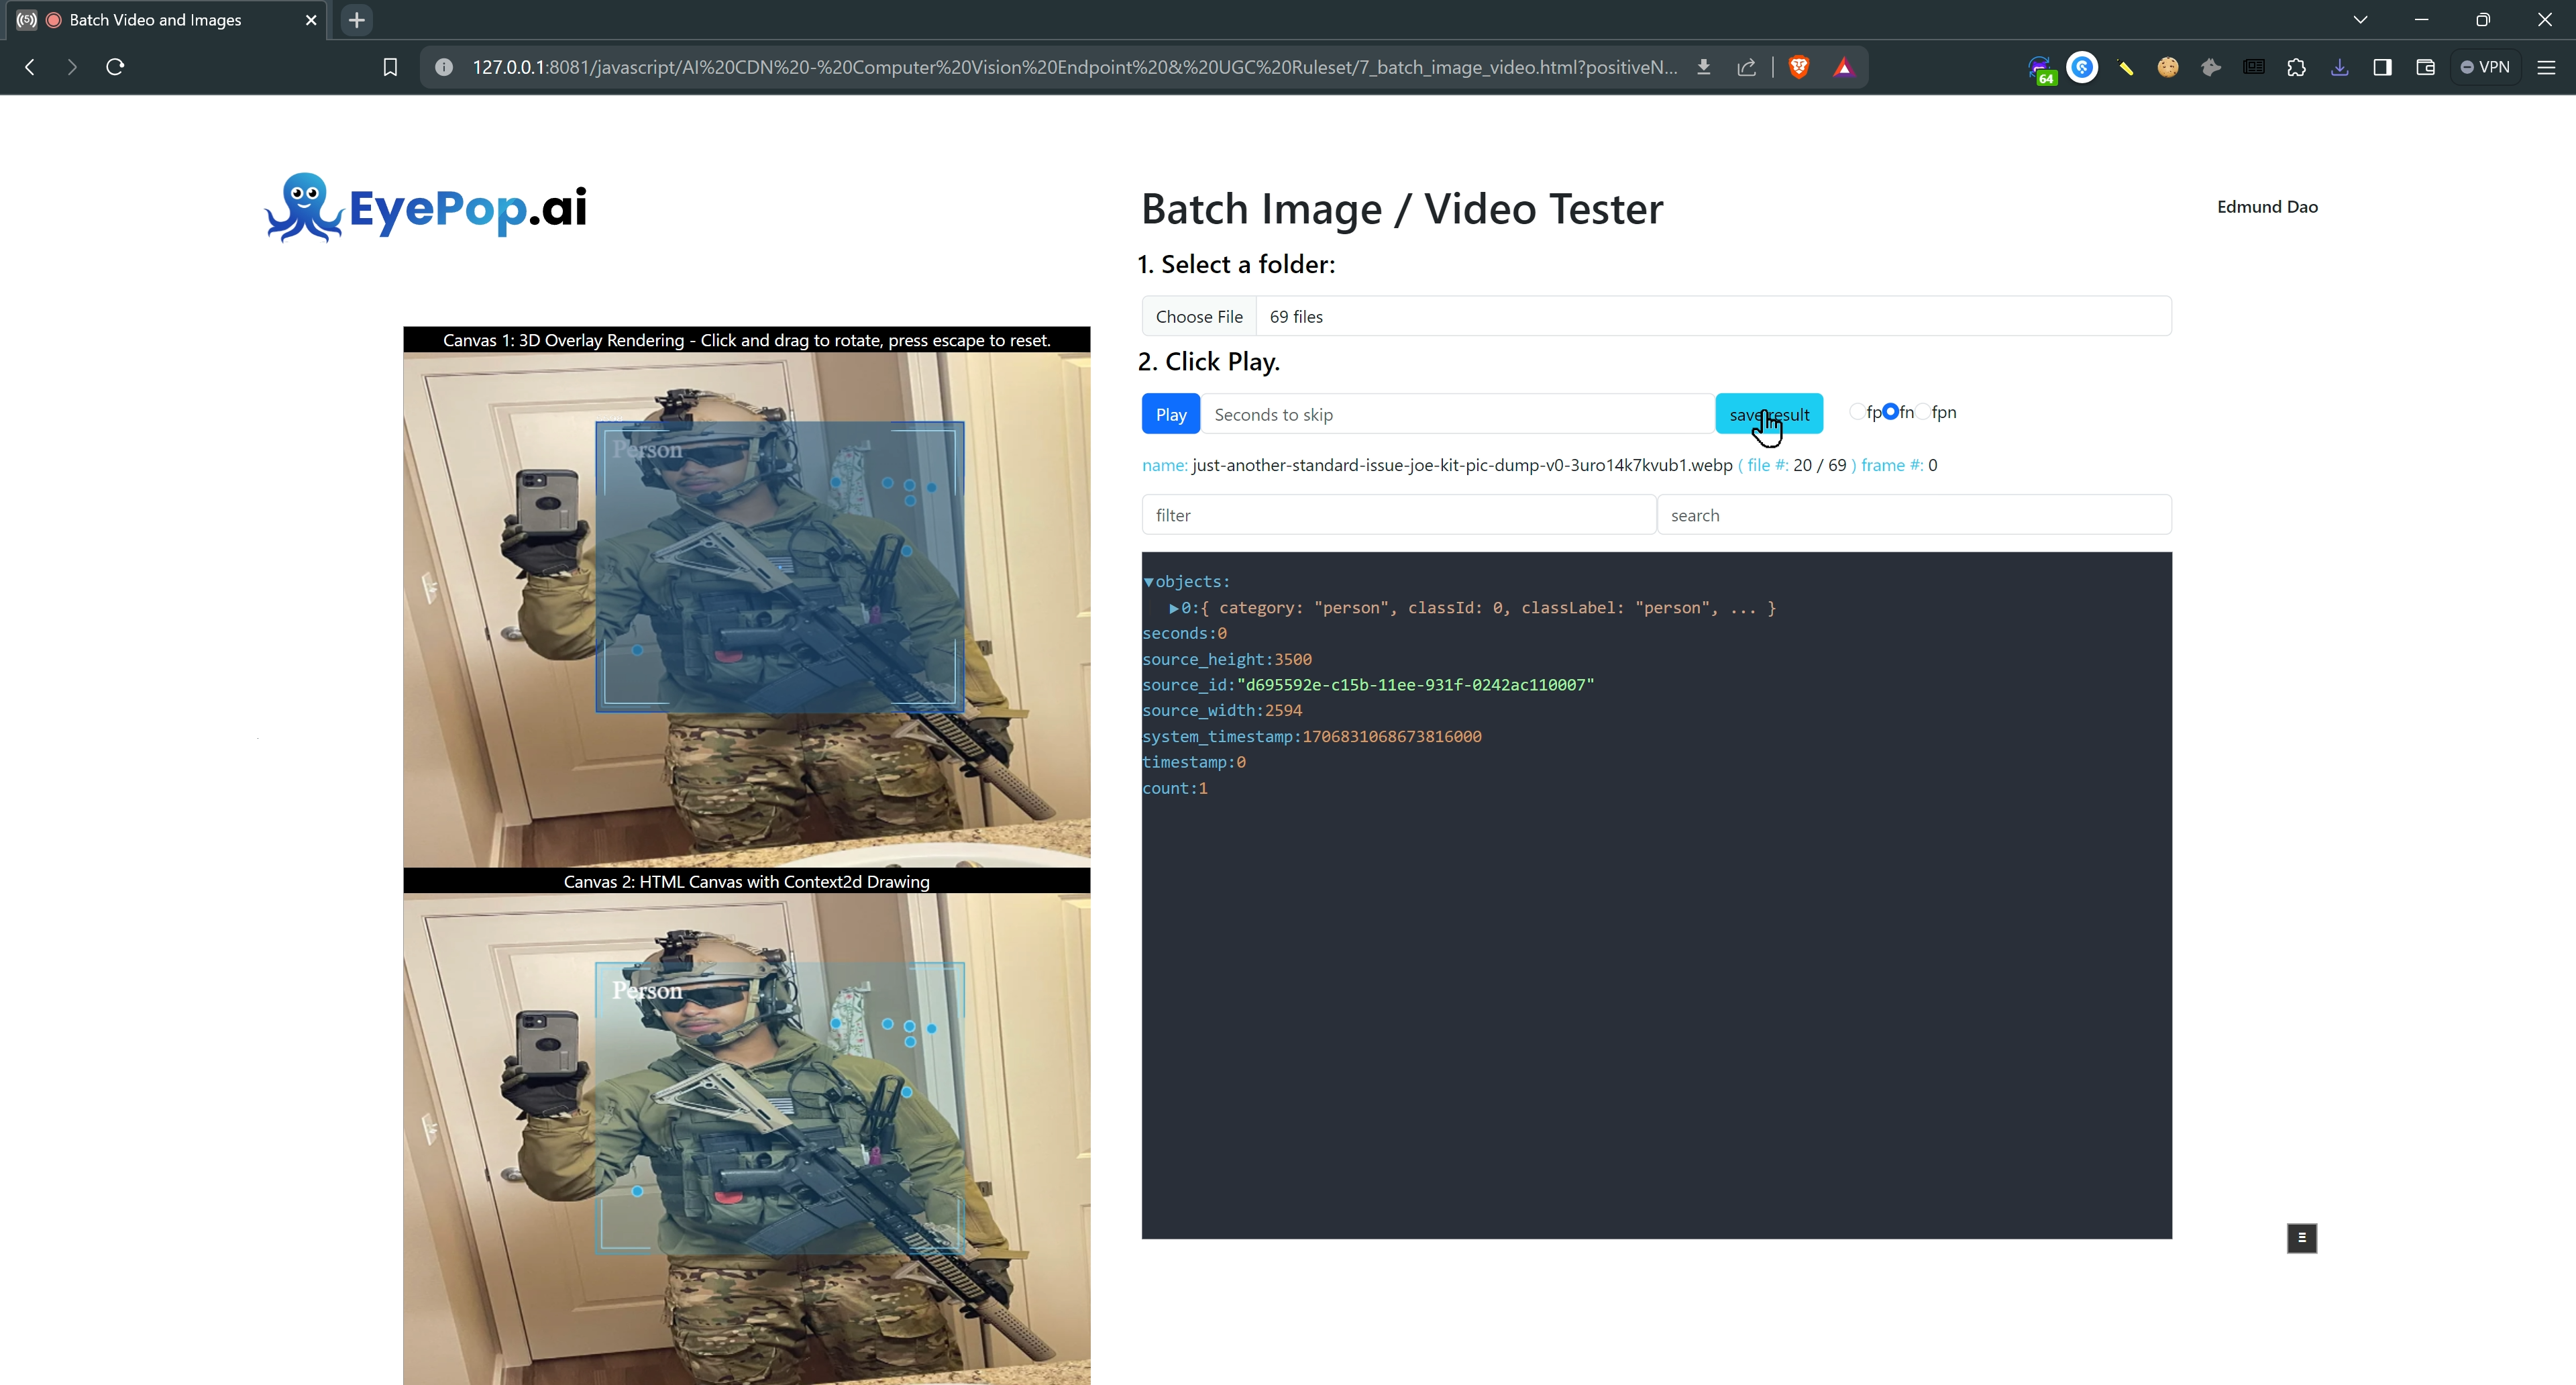 Batch Video and Images
127.0.0.1:8081/javascript/AI%20CDN%20-%20Computer%20Vision%20Endpoint%20&%20UGC%20Ruleset/7_batch_image_video.html?positiveN...
64
VPN
EyePop.ai
Batch Image / Video Tester
Edmund Dao
1. Select a folder:
Choose File 69 files
2. Click Play.
Play Seconds to skip save result fp fn fpn
name: just-another-standard-issue-joe-kit-pic-dump-v0-3uro14k7kvub1.webp ( file #: 20 / 69 ) frame #: 0
filter search
▼objects:
▶0:{ category: "person", classId: 0, classLabel: "person", ... }
seconds:0
source_height:3500
source_id:"d695592e-c15b-11ee-931f-0242ac110007"
source_width:2594
system_timestamp:1706831068673816000
timestamp:0
count:1
Canvas 1: 3D Overlay Rendering - Click and drag to rotate, press escape to reset.
Person
Canvas 2: HTML Canvas with Context2d Drawing
Person